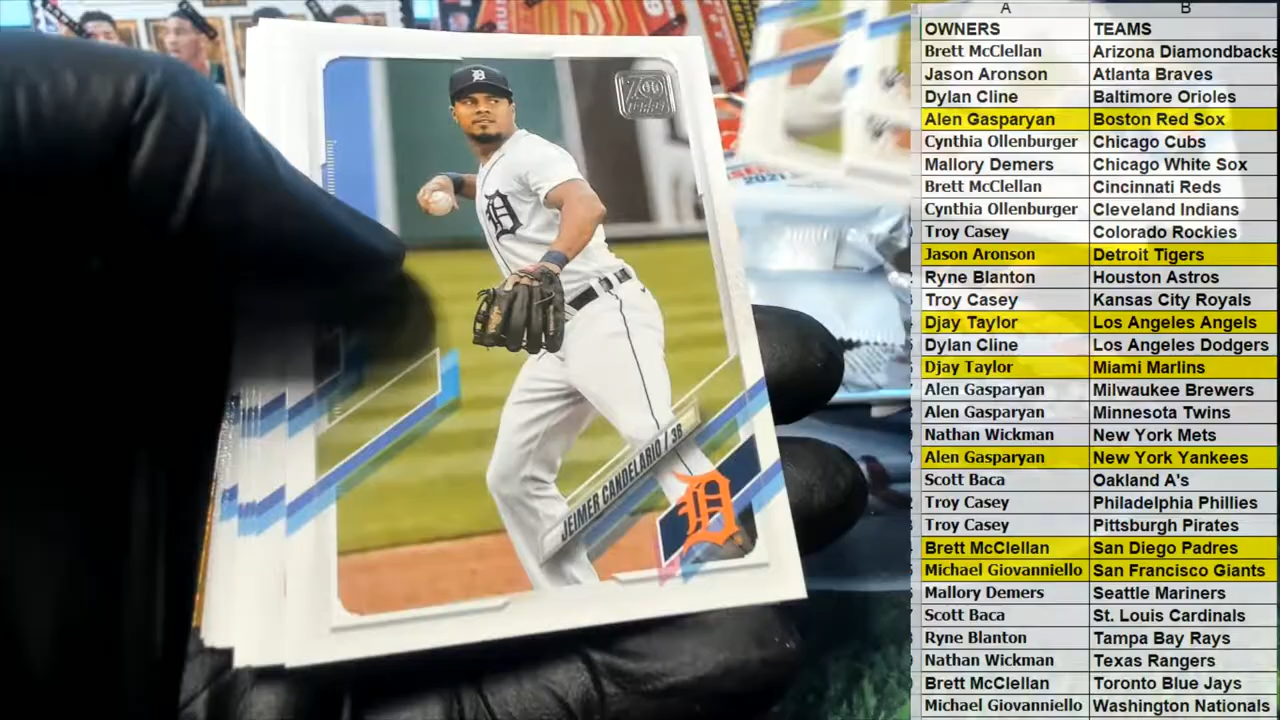 A B
OWNERS TEAMS
Brett McClellan Arizona Diamondbacks
Jason Aronson Atlanta Braves
Dylan Cline Baltimore Orioles
Alen Gasparyan Boston Red Sox
Cynthia Ollenburger Chicago Cubs
Mallory Demers Chicago White Sox
Brett McClellan Cincinnati Reds
Cynthia Ollenburger Cleveland Indians
Troy Casey Colorado Rockies
Jason Aronson Detroit Tigers
Ryne Blanton Houston Astros
Troy Casey Kansas City Royals
Djay Taylor Los Angeles Angels
Dylan Cline Los Angeles Dodgers
Djay Taylor Miami Marlins
Alen Gasparyan Milwaukee Brewers
Alen Gasparyan Minnesota Twins
Nathan Wickman New York Mets
Alen Gasparyan New York Yankees
Scott Baca Oakland A's
Troy Casey Philadelphia Phillies
Troy Casey Pittsburgh Pirates
Brett McClellan San Diego Padres
Michael Giovanniello San Francisco Giants
Mallory Demers Seattle Mariners
Scott Baca St. Louis Cardinals
Ryne Blanton Tampa Bay Rays
Nathan Wickman Texas Rangers
Brett McClellan Toronto Blue Jays
Michael Giovanniello Washington Nationals
70
D
D
JEIMER CANDELARIO / 3B
D
2021